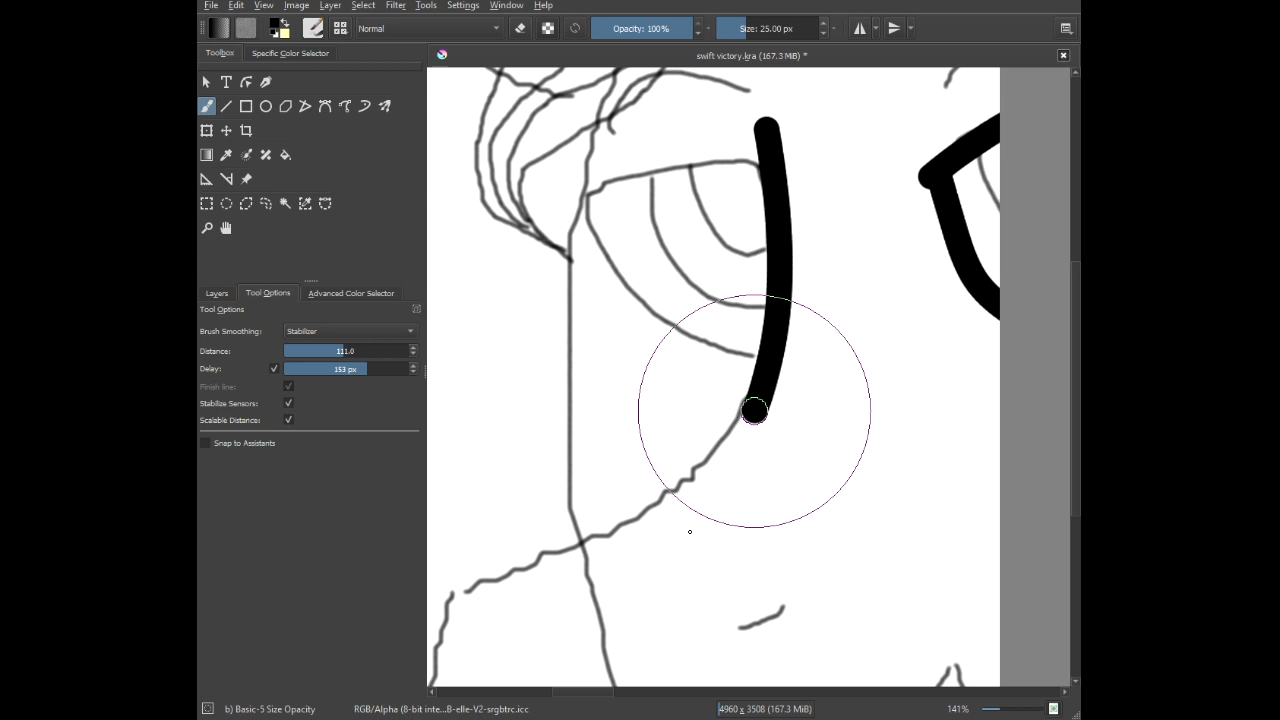 File Edit View Image Layer Select Filter Tools Settings Window Help
Normal Opacity: 100% Size: 25.00 px
Toolbox Specific Color Selector
swift victory.kra (167.3 MiB) *
Layers Tool Options Advanced Color Selector
Tool Options
Brush Smoothing: Stabilizer
Distance: 111.0
Delay: 153 px
Finish line:
Stabilize Sensors:
Scalable Distance:
Snap to Assistants
b) Basic-5 Size Opacity RGB/Alpha (8-bit inte...B-elle-V2-srgbtrc.icc 4960 x 3508 (167.3 MiB) 141%